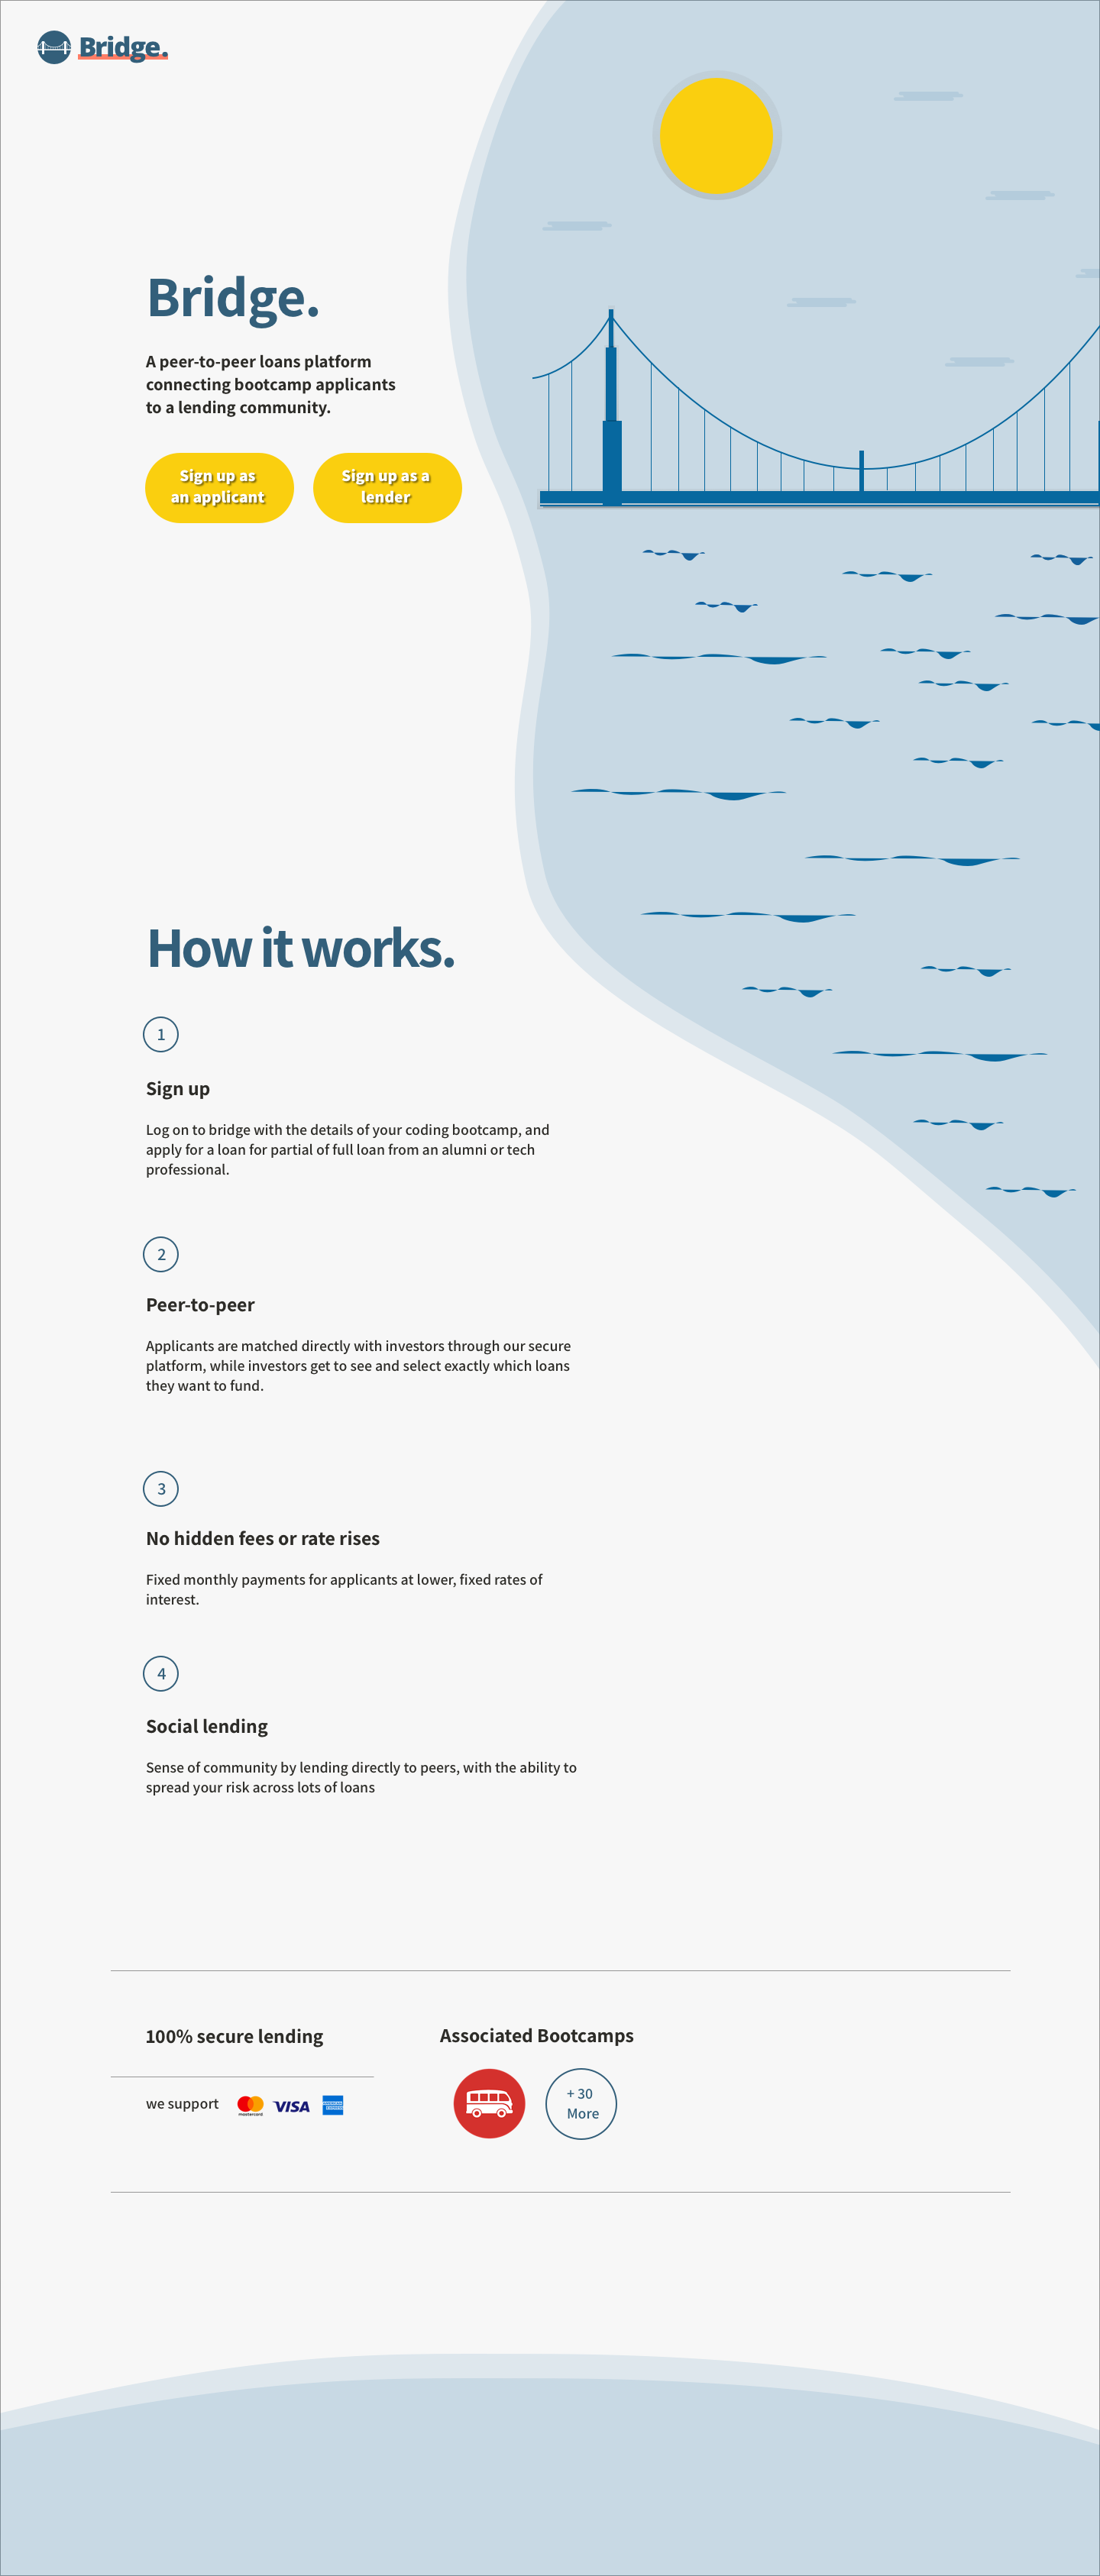 Bridge.
Bridge.
A peer-to-peer loans platform
connecting bootcamp applicants
to a lending community.
Sign up as
an applicant
Sign up as a
lender
How it works.
1
Sign up
Log on to bridge with the details of your coding bootcamp, and
apply for a loan for partial of full loan from an alumni or tech
professional.
2
Peer-to-peer
Applicants are matched directly with investors through our secure
platform, while investors get to see and select exactly which loans
they want to fund.
3
No hidden fees or rate rises
Fixed monthly payments for applicants at lower, fixed rates of
interest.
4
Social lending
Sense of community by lending directly to peers, with the ability to
spread your risk across lots of loans
100% secure lending
we support
mastercard
VISA
AMERICAN
EXPRESS
Associated Bootcamps
+ 30
More